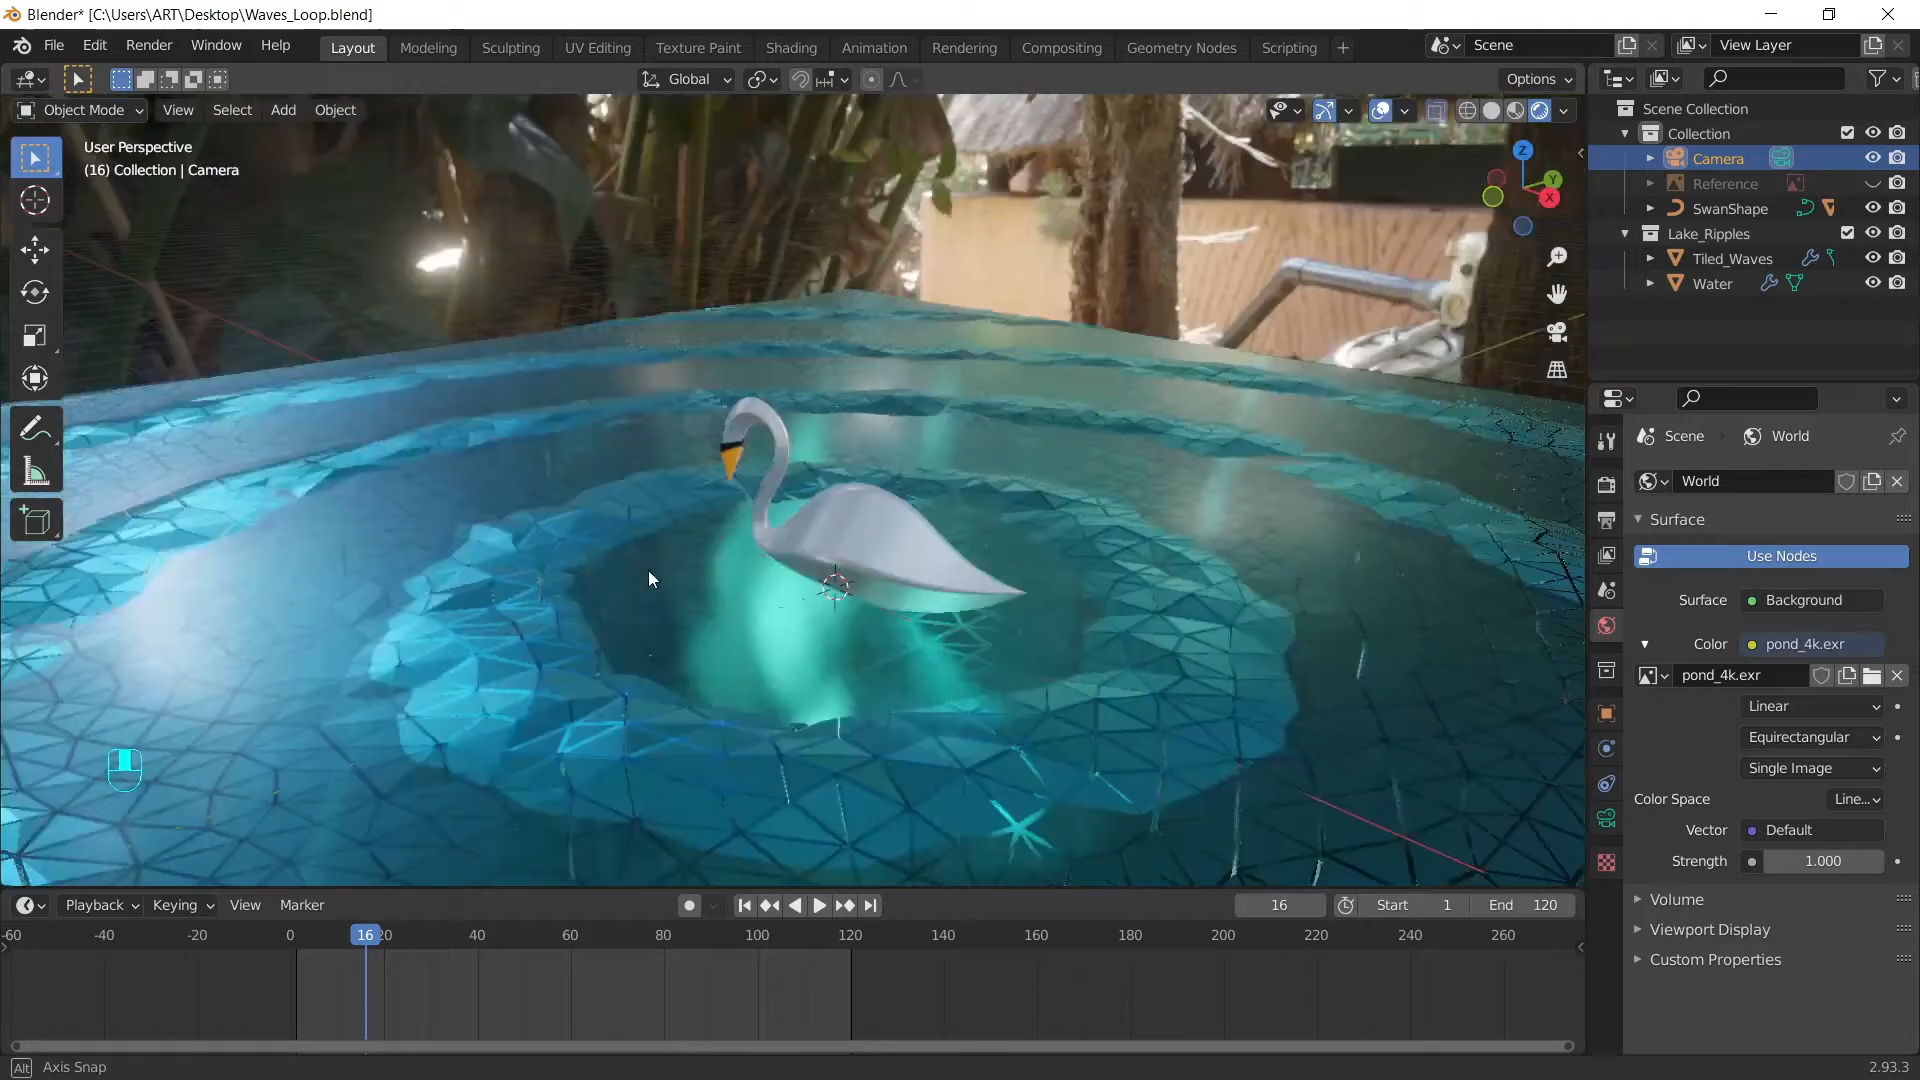 Blender* [C:\Users\ART\Desktop\Waves_Loop.blend]
File Edit Render Window Help
Layout Modeling Sculpting UV Editing Texture Paint Shading Animation Rendering Compositing Geometry Nodes Scripting
Scene
View Layer
Global
Options
Object Mode View Select Add Object
User Perspective
(16) Collection | Camera
Z
Y
X
Scene Collection
Collection
Camera
Reference
SwanShape
Lake_Ripples
Tiled_Waves
Water
Scene World
World
Surface
Use Nodes
Surface Background
Color pond_4k.exr
pond_4k.exr
Linear
Equirectangular
Single Image
Color Space Line...
Vector Default
Strength 1.000
Volume
Viewport Display
Custom Properties
Playback Keying View Marker
16
Start 1
End 120
-60 -40 -20 0 16 20 40 60 80 100 120 140 160 180 200 220 240 260
Alt Axis Snap
2.93.3